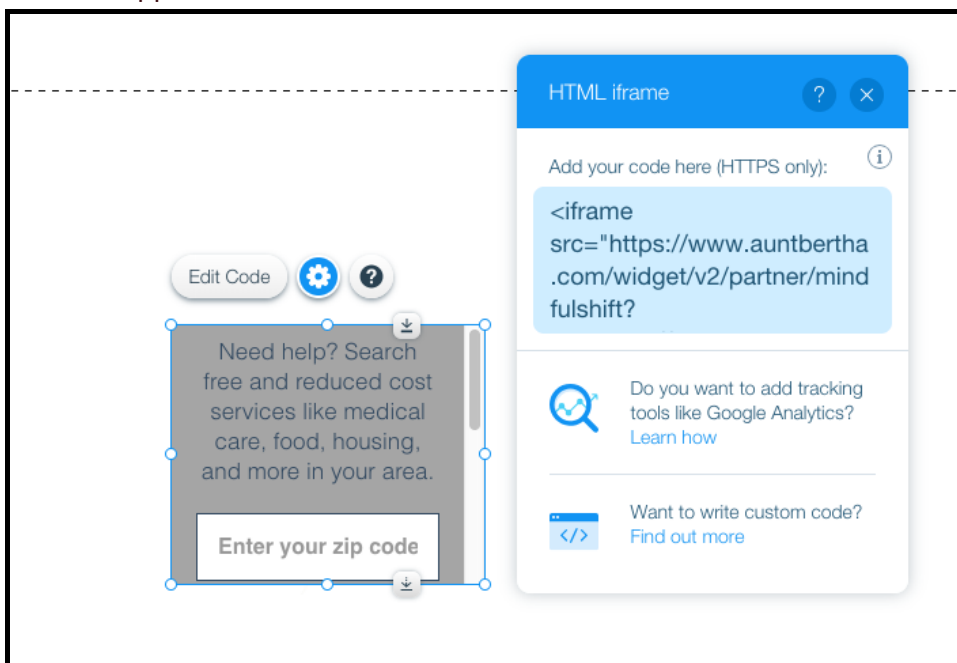 HTML iframe
?
Add your code here (HTTPS only):
i
<iframe
src="https://www.auntbertha
.com/widget/v2/partner/mind
fulshift?
Edit Code
?
Need help? Search
free and reduced cost
services like medical
care, food, housing,
and more in your area.
Enter your zip code
Do you want to add tracking
tools like Google Analytics?
Learn how
</>
Want to write custom code?
Find out more